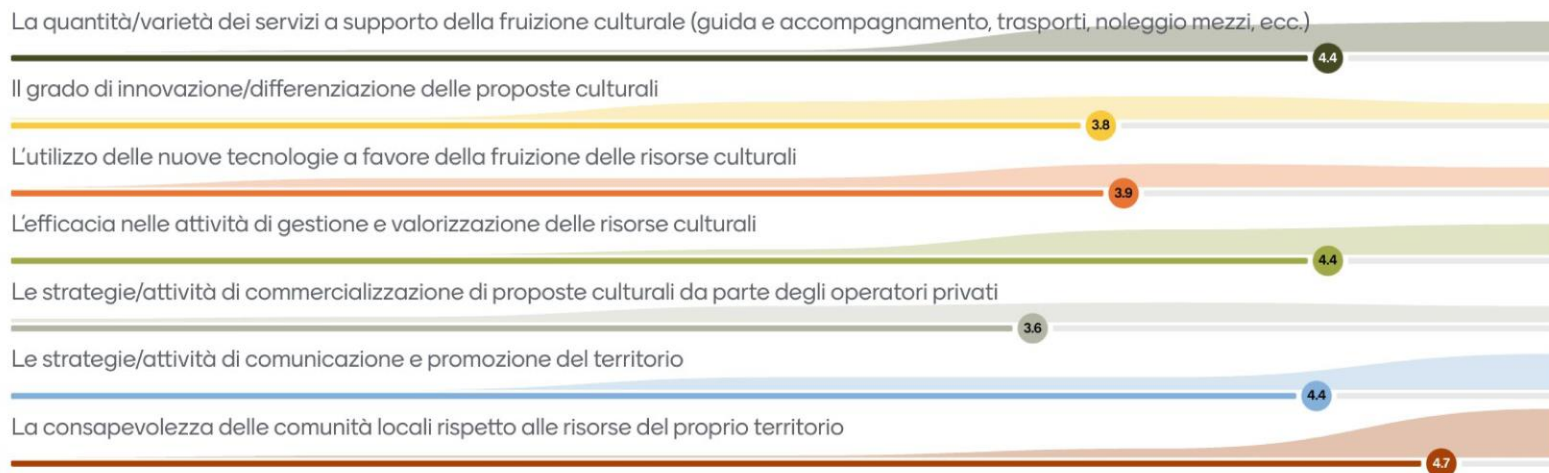 La quantità/varietà dei servizi a supporto della fruizione culturale (guida e accompagnamento, trasporti, noleggio mezzi, ecc.)
4.4
Il grado di innovazione/differenziazione delle proposte culturali
3.8
L'utilizzo delle nuove tecnologie a favore della fruizione delle risorse culturali
3.9
L'efficacia nelle attività di gestione e valorizzazione delle risorse culturali
4.4
Le strategie/attività di commercializzazione di proposte culturali da parte degli operatori privati
3.6
Le strategie/attività di comunicazione e promozione del territorio
4.4
La consapevolezza delle comunità locali rispetto alle risorse del proprio territorio
4.7